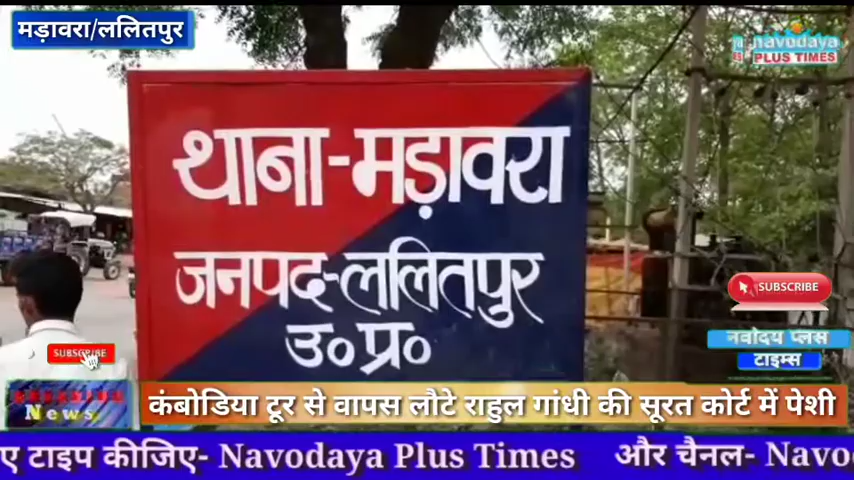 मड़ावरा/ललितपुर
navodaya
PLUS TIMES
थाना-मड़ावरा
जनपद-ललितपुर
उ०प्र०
SUBSCRIBE
नवोदय प्लस
टाइम्स
SUBSCRIBE
News
कंबोडिया टूर से वापस लौटे राहुल गांधी की सूरत कोर्ट में पेशी
ए टाइप कीजिए- Navodaya Plus Times और चैनल- Navo